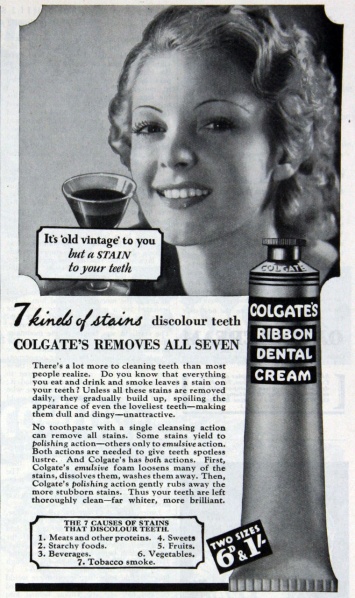 It's 'old vintage' to you
but a STAIN
to your teeth
7 kinds of stains discolour teeth
COLGATE'S REMOVES ALL SEVEN
There's a lot more to cleaning teeth than most
people realize. Do you know that everything
you eat and drink and smoke leaves a stain on
your teeth? Unless all these stains are removed
daily, they gradually build up, spoiling the
appearance of even the loveliest teeth—making
them dull and dingy—unattractive.
No toothpaste with a single cleansing action
can remove all stains. Some stains yield to
polishing action—others only to emulsive action.
Both actions are needed to give teeth spotless
lustre. And Colgate's has both actions. First,
Colgate's emulsive foam loosens many of the
stains, dissolves them, washes them away. Then,
Colgate's polishing action gently rubs away the
more stubborn stains. Thus your teeth are left
thoroughly clean—far whiter, more brilliant.
THE 7 CAUSES OF STAINS
THAT DISCOLOUR TEETH.
1. Meats and other proteins. 4. Sweets
2. Starchy foods. 5. Fruits.
3. Beverages. 6. Vegetables.
7. Tobacco smoke.
COLGATE
COLGATE'S
RIBBON
DENTAL
CREAM
TWO SIZES
6D & 1/-